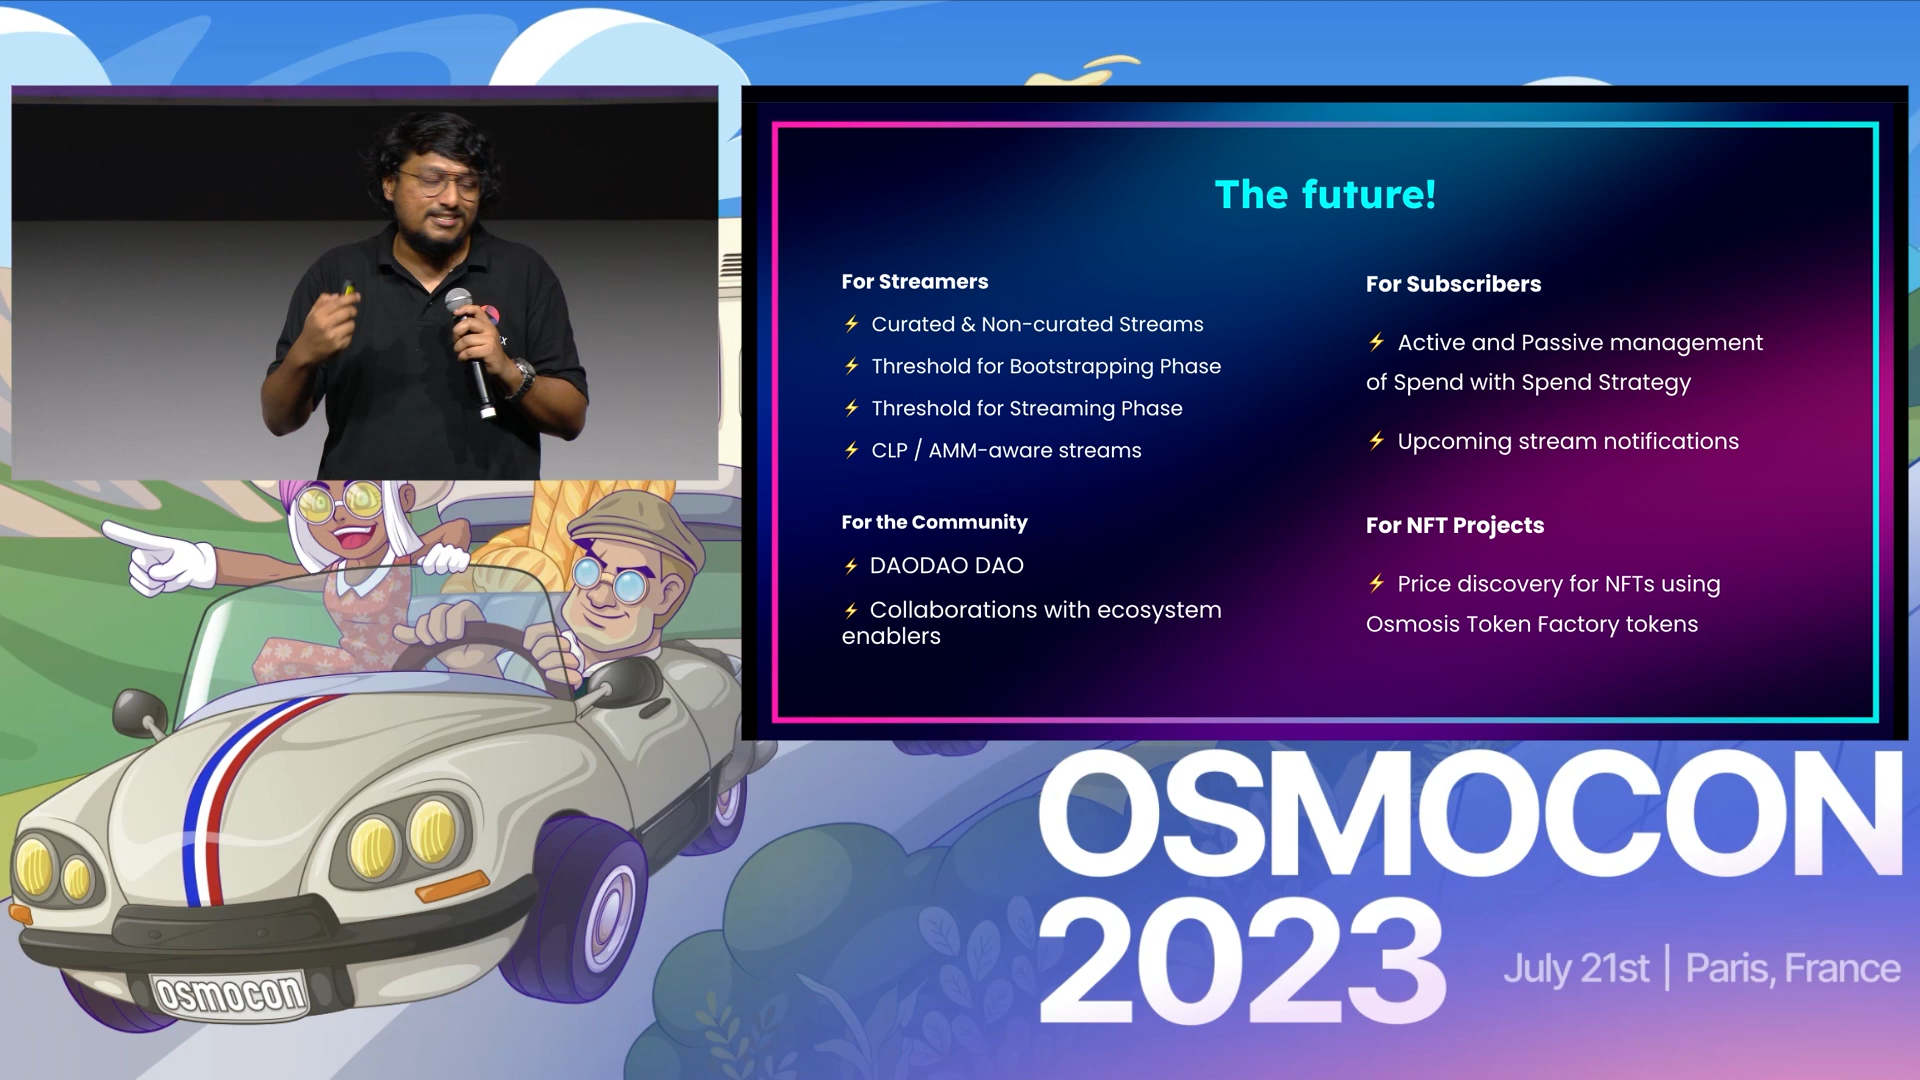 The future!
For Streamers
⚡ Curated & Non-curated Streams
⚡ Threshold for Bootstrapping Phase
⚡ Threshold for Streaming Phase
⚡ CLP / AMM-aware streams
For the Community
⚡ DAODAO DAO
⚡ Collaborations with ecosystem
enablers
For Subscribers
⚡ Active and Passive management
of Spend with Spend Strategy
⚡ Upcoming stream notifications
For NFT Projects
⚡ Price discovery for NFTs using
Osmosis Token Factory tokens
osmocon
OSMOCON
2023
July 21st | Paris, France